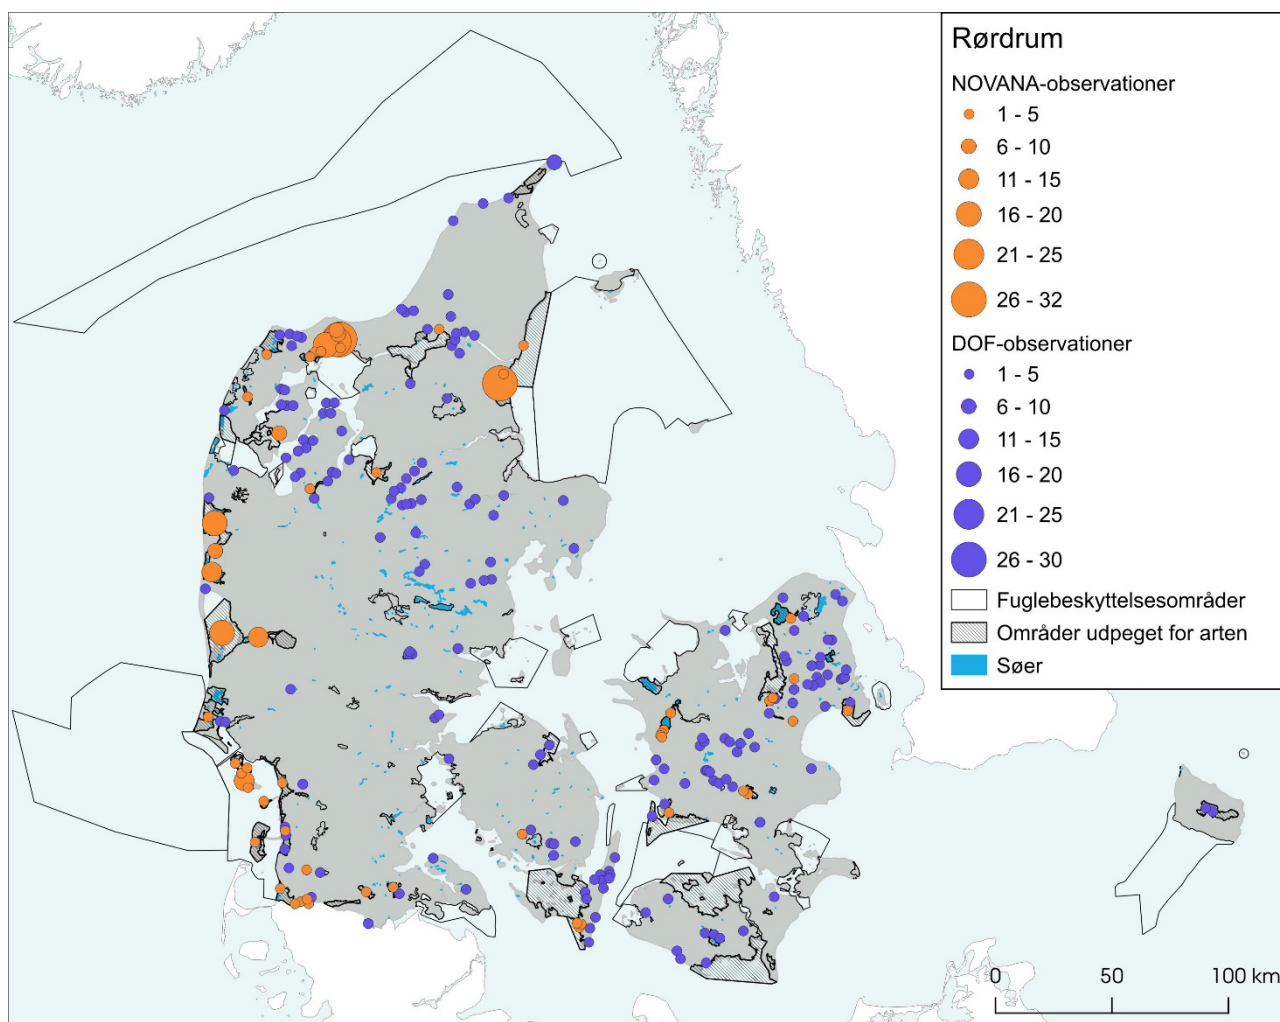 Rørdrum
NOVANA-observationer
1 - 5
6 - 10
11 - 15
16 - 20
21 - 25
26 - 32
DOF-observationer
1 - 5
6 - 10
11 - 15
16 - 20
21 - 25
26 - 30
Fuglebeskyttelsesområder
Områder udpeget for arten
Søer
0 50 100 km